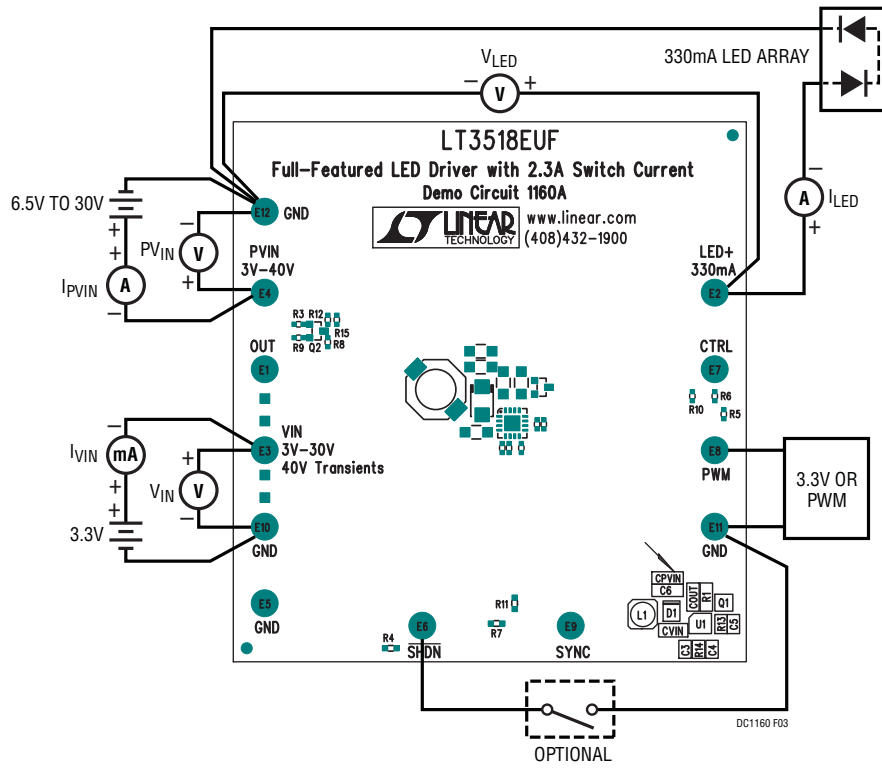 330mA LED ARRAY
VLED
− V +
LT3518EUF
Full-Featured LED Driver with 2.3A Switch Current
Demo Circuit 1160A
LT LINEAR TECHNOLOGY
www.linear.com
(408)432-1900
6.5V TO 30V
+ +
IPVIN
A
−
PVIN
−
V
+
E12 GND
PVIN
3V-40V
E4
−
A
+
ILED
LED+
330mA
E2
R3 R12
R15
R9 Q2 R8
OUT
E1
CTRL
E7
R6
R10 R5
IVIN
−
mA
+ +
3.3V
VIN
+
V
−
E3
VIN
3V-30V
40V Transients
E10
GND
E8
PWM
E11
GND
3.3V OR
PWM
E5
GND
R4
E6
SHDN
R11
R7
E9
SYNC
CPVIN
C6
COUT
R1
L1
D1
Q1
CVIN
U1
R13
C5
C3
R14
C4
OPTIONAL
DC1160 F03